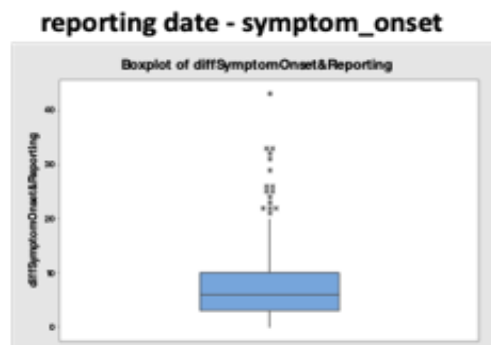 reporting date - symptom_onset
Boxplot of diffSymptomOnset&Reporting
diffSymptomOnset&Reporting
40
30
20
10
0